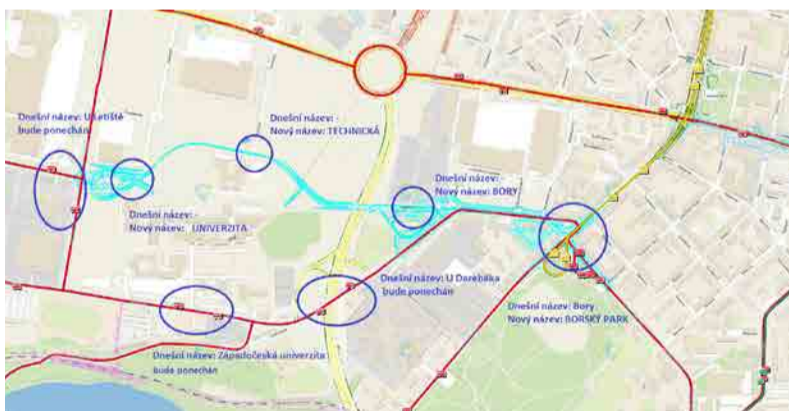 Dnešní název: U Letiště
bude ponechán
Dnešní název: -
Nový název: TECHNICKÁ
Dnešní název: -
Nový název: BORY
Dnešní název: -
Nový název: UNIVERZITA
Dnešní název: U Darebáka
bude ponechán
Dnešní název: Bory
Nový název: BORSKÝ PARK
Dnešní název: Západočeská univerzita
bude ponechán